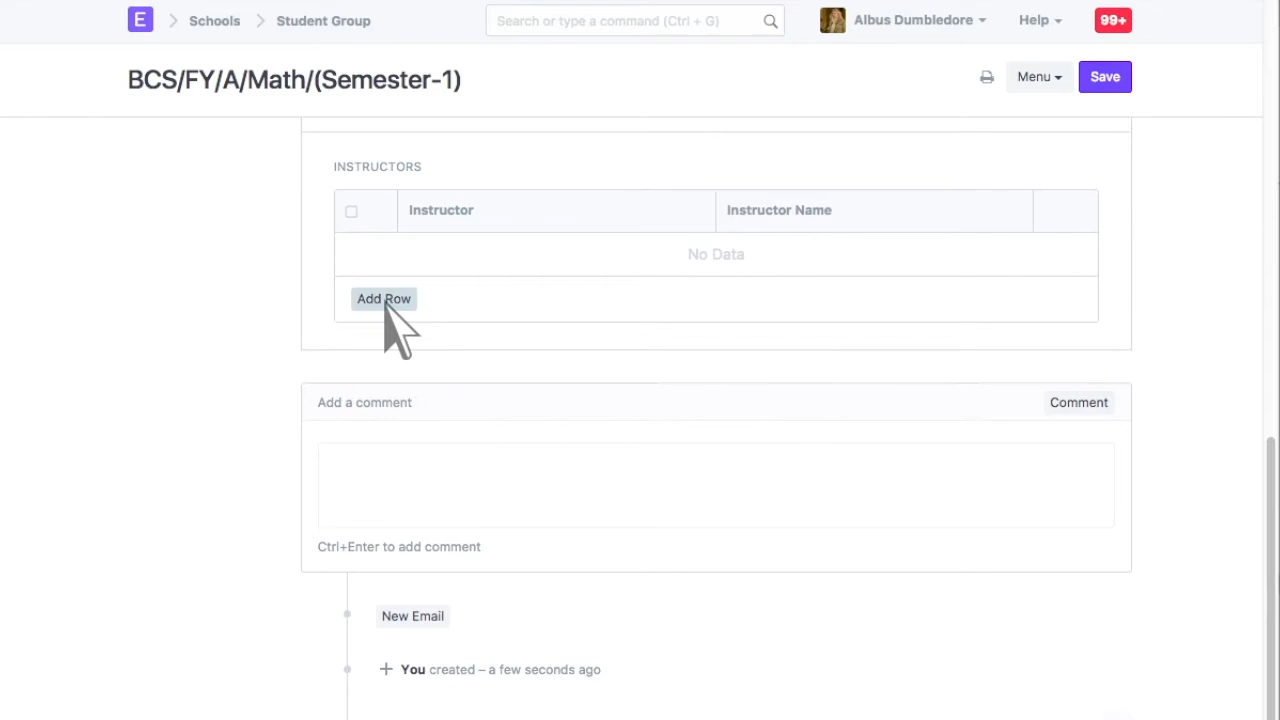 E Schools Student Group Search or type a command (Ctrl + G) Albus Dumbledore Help 99+
BCS/FY/A/Math/(Semester-1) Menu Save
INSTRUCTORS
Instructor Instructor Name
No Data
Add Row
Add a comment Comment
Ctrl+Enter to add comment
New Email
You created – a few seconds ago